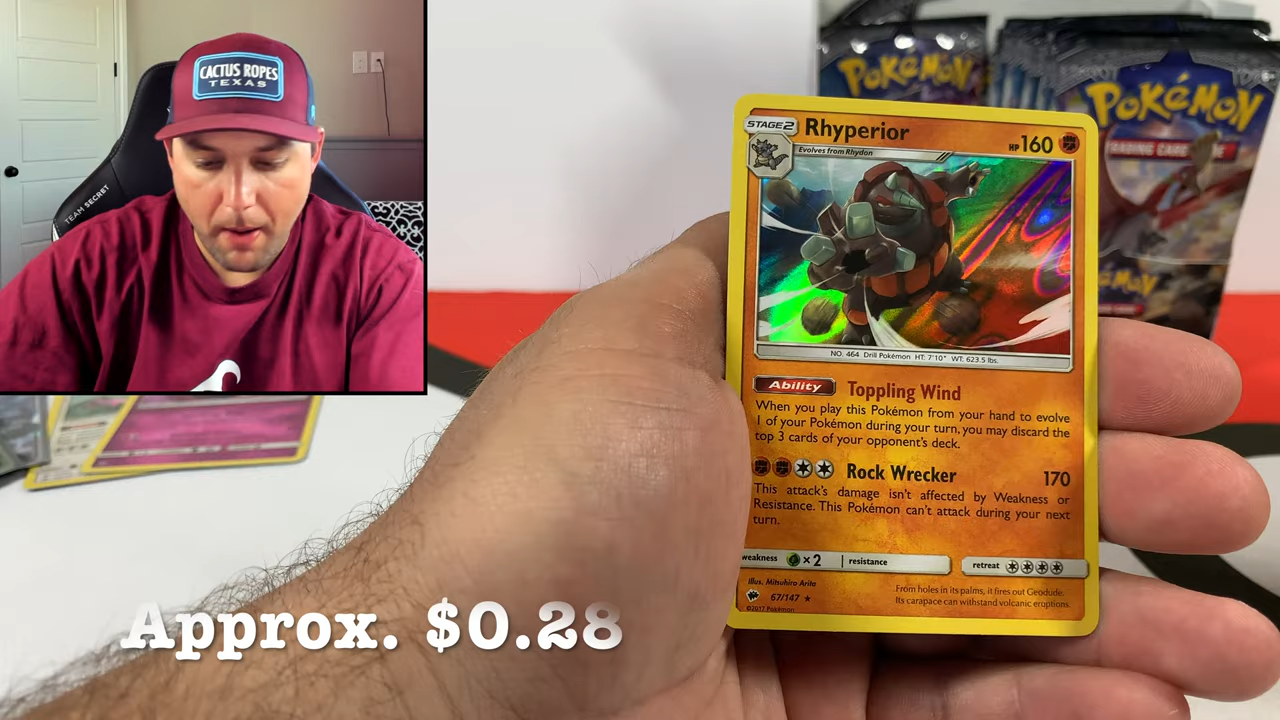 CACTUS ROPES
TEXAS
TEAM SECRET
POKéMON
POKéMON
TRADING CARD
STAGE2
Rhyperior
HP 160
Evolves from Rhydon
NO. 464 Drill Pokémon HT: 7'10" WT: 623.5 lbs.
Ability Toppling Wind
When you play this Pokémon from your hand to evolve
1 of your Pokémon during your turn, you may discard the
top 3 cards of your opponent's deck.
Rock Wrecker 170
This attack's damage isn't affected by Weakness or
Resistance. This Pokémon can't attack during your next
turn.
weakness ×2 resistance
retreat
Illus. Mitsuhiro Arita
67/147
©2017 Pokémon
From holes in its palms, it fires out Geodude.
Its carapace can withstand volcanic eruptions.
Approx. $0.28